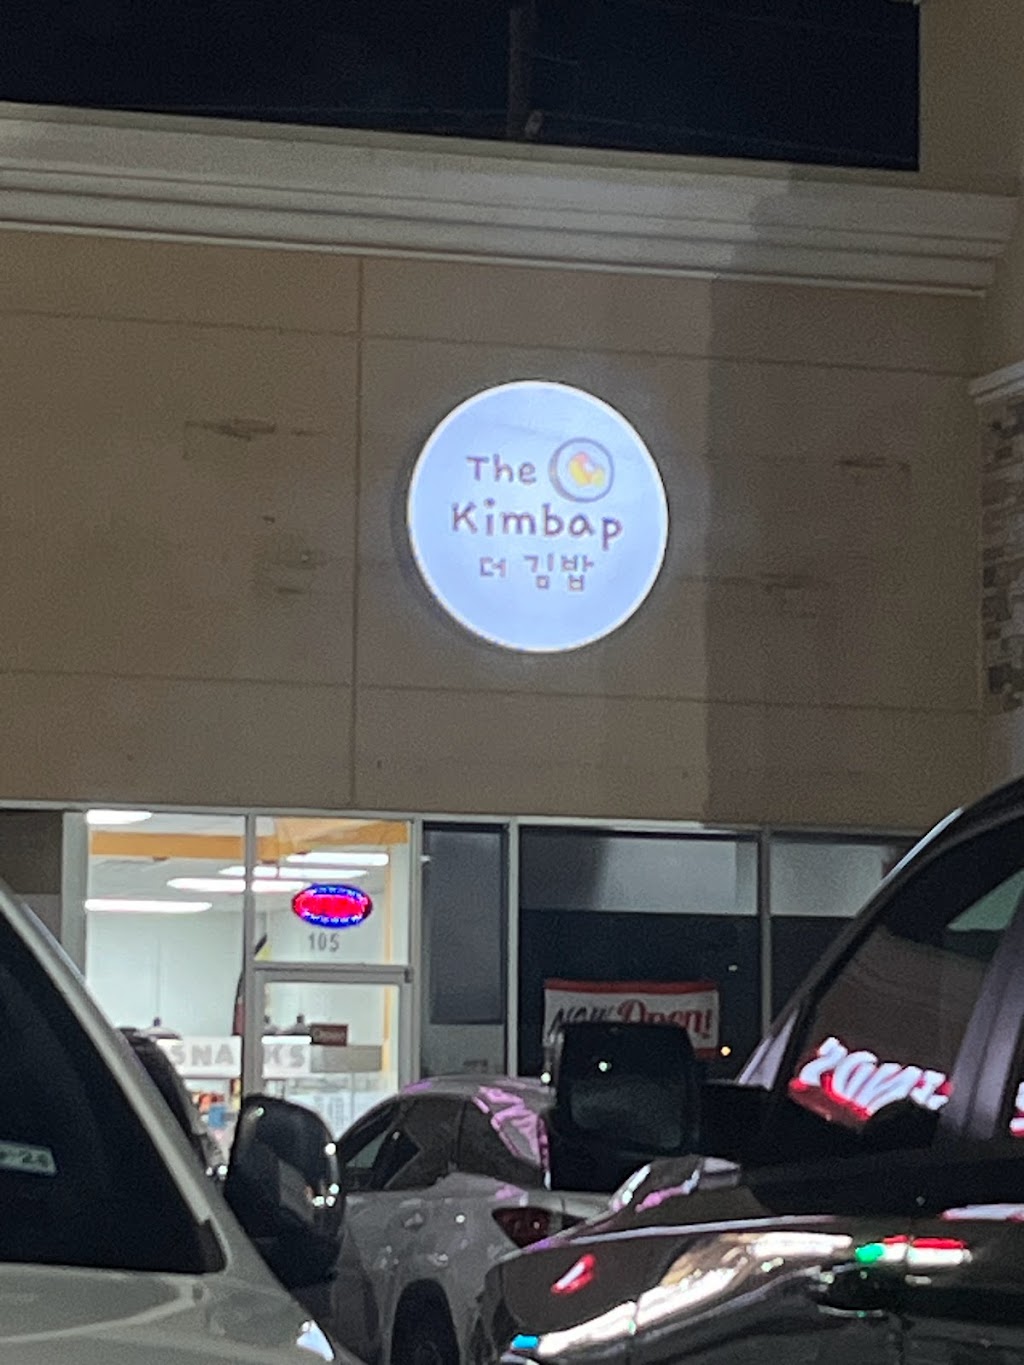 The
Kimbap
더 김밥
105
SNACKS
NOW Open!